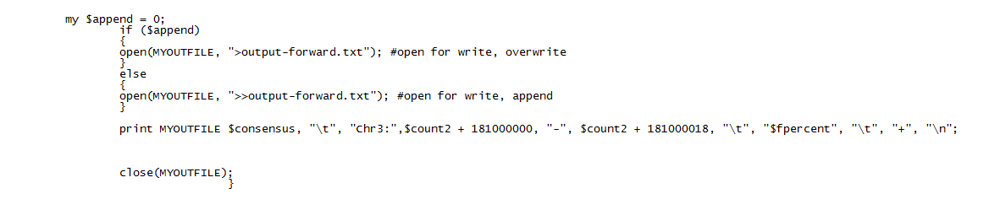 my $append = 0;
if ($append)
{
open(MYOUTFILE, ">output-forward.txt"); #open for write, overwrite
}
else
{
open(MYOUTFILE, ">>output-forward.txt"); #open for write, append
}
print MYOUTFILE $consensus, "\t", "Chr3:",$count2 + 181000000, "-", $count2 + 181000018, "\t", "$fpercent", "\t", "+", "\n";
close(MYOUTFILE);
}